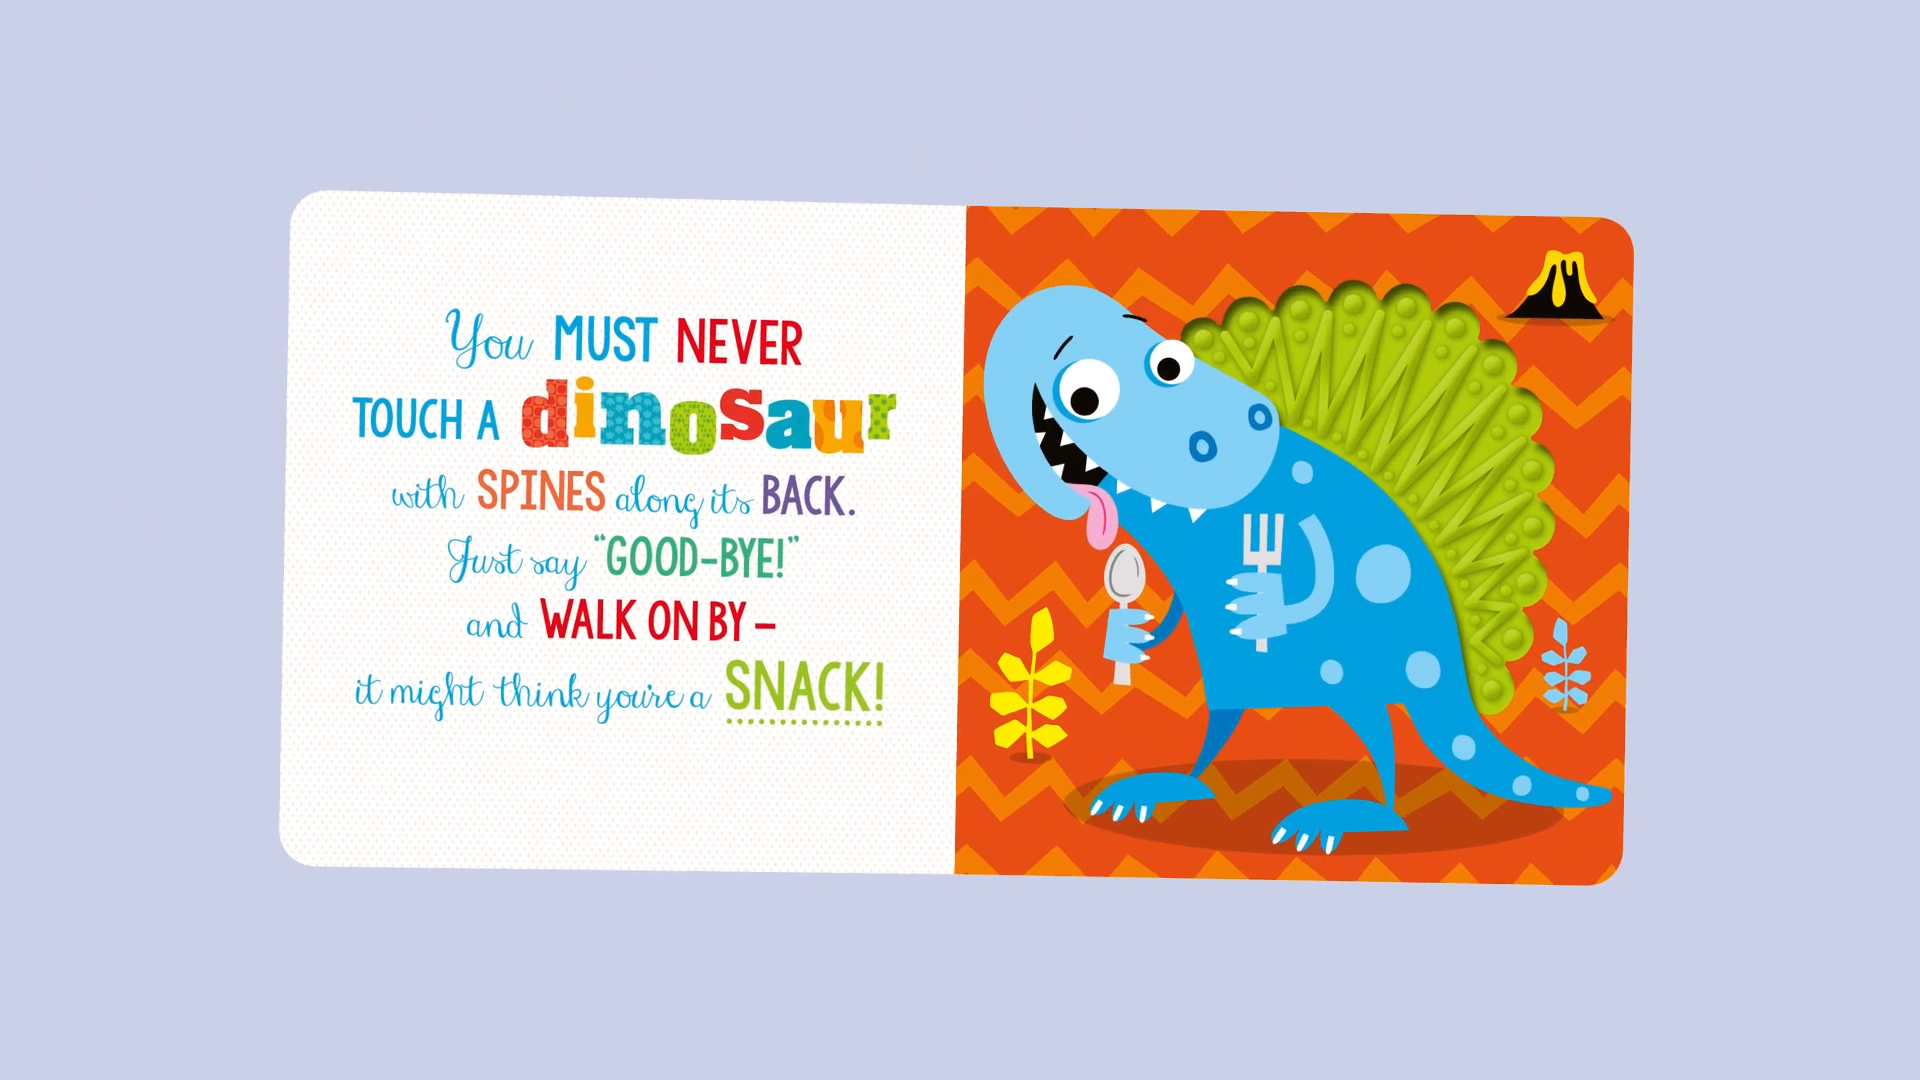 You MUST NEVER
TOUCH A dinosaur
with SPINES along its BACK.
Just say “GOOD-BYE!”
and WALK ON BY –
it might think you're a SNACK!